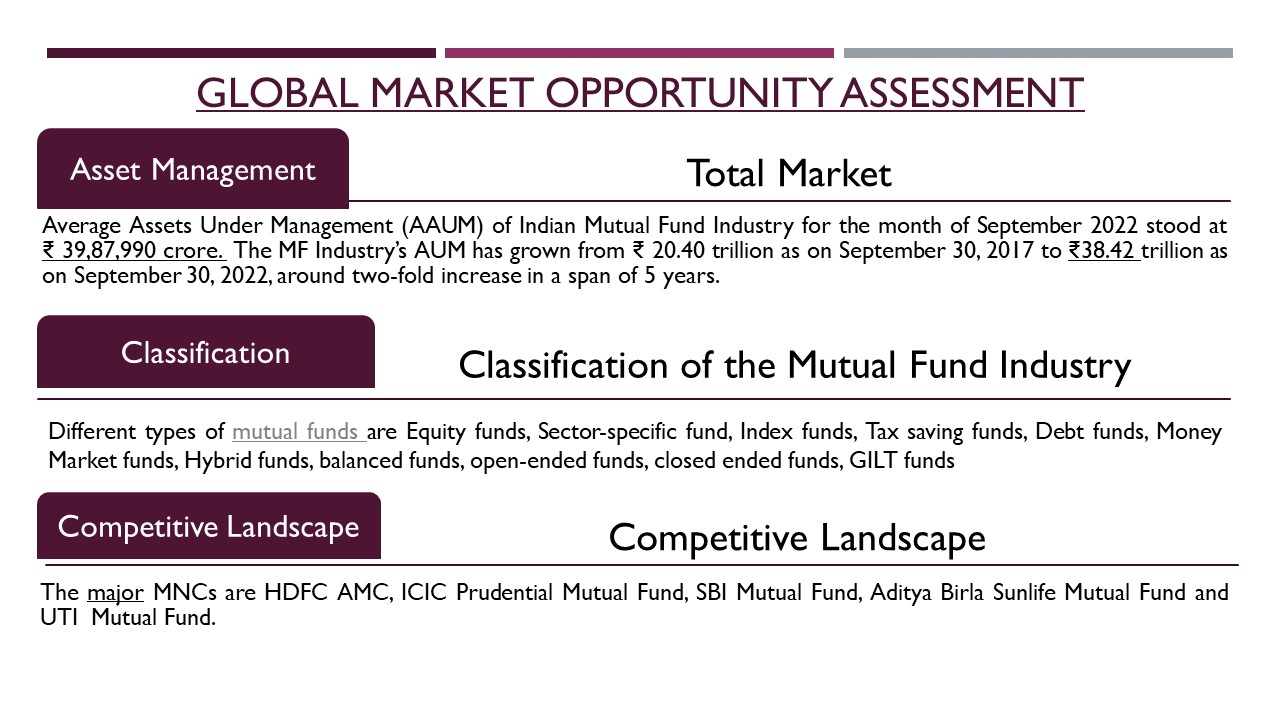 GLOBAL MARKET OPPORTUNITY ASSESSMENT
Asset Management
Total Market
Average Assets Under Management (AAUM) of Indian Mutual Fund Industry for the month of September 2022 stood at
₹ 39,87,990 crore. The MF Industry’s AUM has grown from ₹ 20.40 trillion as on September 30, 2017 to ₹38.42 trillion as
on September 30, 2022, around two-fold increase in a span of 5 years.
Classification
Classification of the Mutual Fund Industry
Different types of mutual funds are Equity funds, Sector-specific fund, Index funds, Tax saving funds, Debt funds, Money
Market funds, Hybrid funds, balanced funds, open-ended funds, closed ended funds, GILT funds
Competitive Landscape
Competitive Landscape
The major MNCs are HDFC AMC, ICIC Prudential Mutual Fund, SBI Mutual Fund, Aditya Birla Sunlife Mutual Fund and
UTI Mutual Fund.